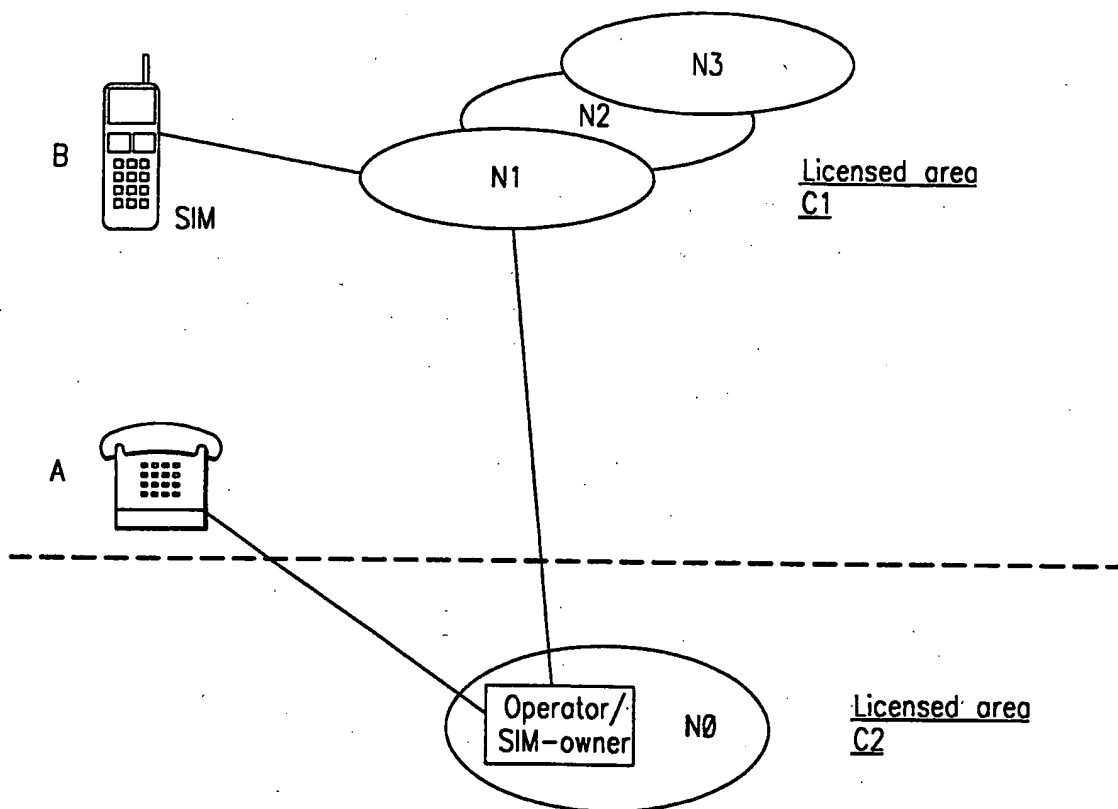 N3
N2
B
N1
Licensed area
C1
SIM
A
Operator/
SIM-owner
NØ
Licensed area
C2